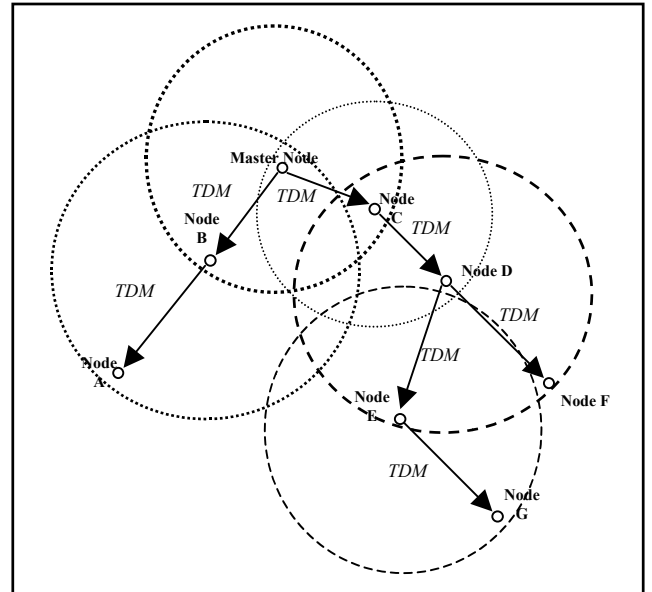 Master Node
TDM
TDM
Node
C
Node
B
TDM
Node D
TDM
TDM
Node
A
TDM
Node
E
Node F
TDM
Node
G